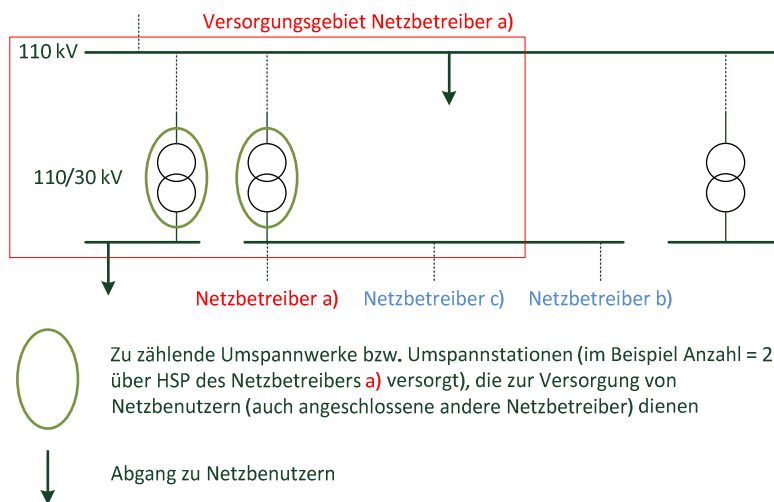 Versorgungsgebiet Netzbetreiber a)
110 kV
110/30 kV
Netzbetreiber a)
Netzbetreiber c)
Netzbetreiber b)
Zu zählende Umspannwerke bzw. Umspannstationen (im Beispiel Anzahl = 2
über HSP des Netzbetreibers a) versorgt), die zur Versorgung von
Netzbenutzern (auch angeschlossene andere Netzbetreiber) dienen
Abgang zu Netzbenutzern